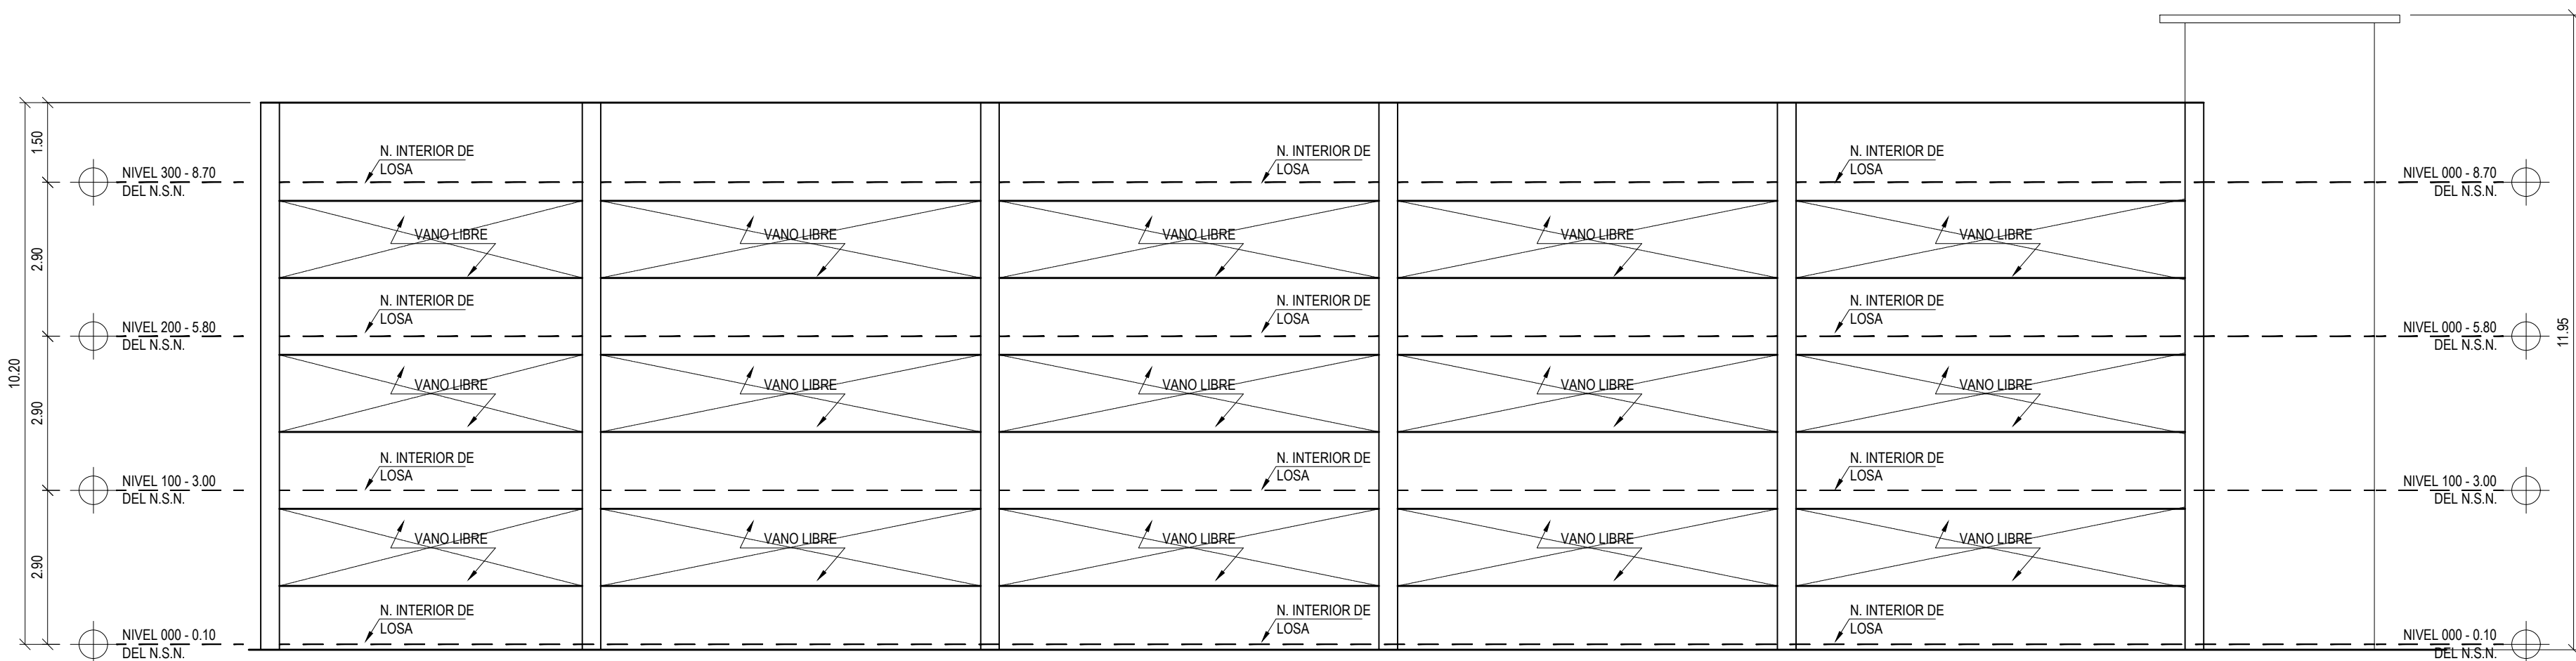 1.50
N. INTERIOR DE
LOSA
N. INTERIOR DE
LOSA
N. INTERIOR DE
LOSA
NIVEL 300 - 8.70
DEL N.S.N.
NIVEL 000 - 8.70
DEL N.S.N.
2.90
VANO LIBRE
VANO LIBRE
VANO LIBRE
VANO LIBRE
VANO LIBRE
N. INTERIOR DE
LOSA
N. INTERIOR DE
LOSA
N. INTERIOR DE
LOSA
NIVEL 200 - 5.80
DEL N.S.N.
NIVEL 000 - 5.80
DEL N.S.N.
11.95
10.20
2.90
VANO LIBRE
VANO LIBRE
VANO LIBRE
VANO LIBRE
VANO LIBRE
N. INTERIOR DE
LOSA
N. INTERIOR DE
LOSA
N. INTERIOR DE
LOSA
NIVEL 100 - 3.00
DEL N.S.N.
NIVEL 100 - 3.00
DEL N.S.N.
2.90
VANO LIBRE
VANO LIBRE
VANO LIBRE
VANO LIBRE
VANO LIBRE
N. INTERIOR DE
LOSA
N. INTERIOR DE
LOSA
N. INTERIOR DE
LOSA
NIVEL 000 - 0.10
DEL N.S.N.
NIVEL 000 - 0.10
DEL N.S.N.